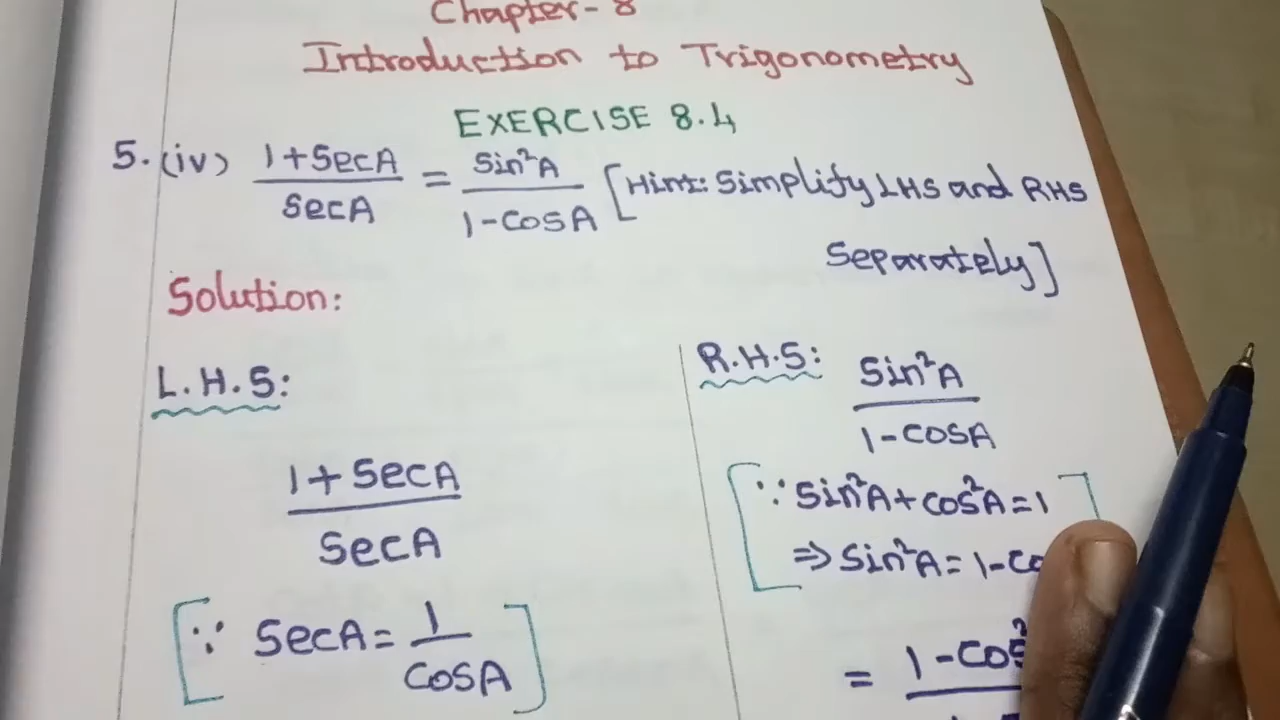 Chapter-8
Introduction to Trigonometry
EXERCISE 8.4
5. (iv) 1+SecA/SecA = Sin²A/1-COSA [Hint: Simplify LHS and RHS
Separately]
Solution:
L.H.S:
1+SecA
SecA
[∵ SecA = 1/COSA]
R.H.S: Sin²A/1-COSA
[∵ Sin²A + COS²A = 1
⇒ Sin²A = 1-
= 1-COS²